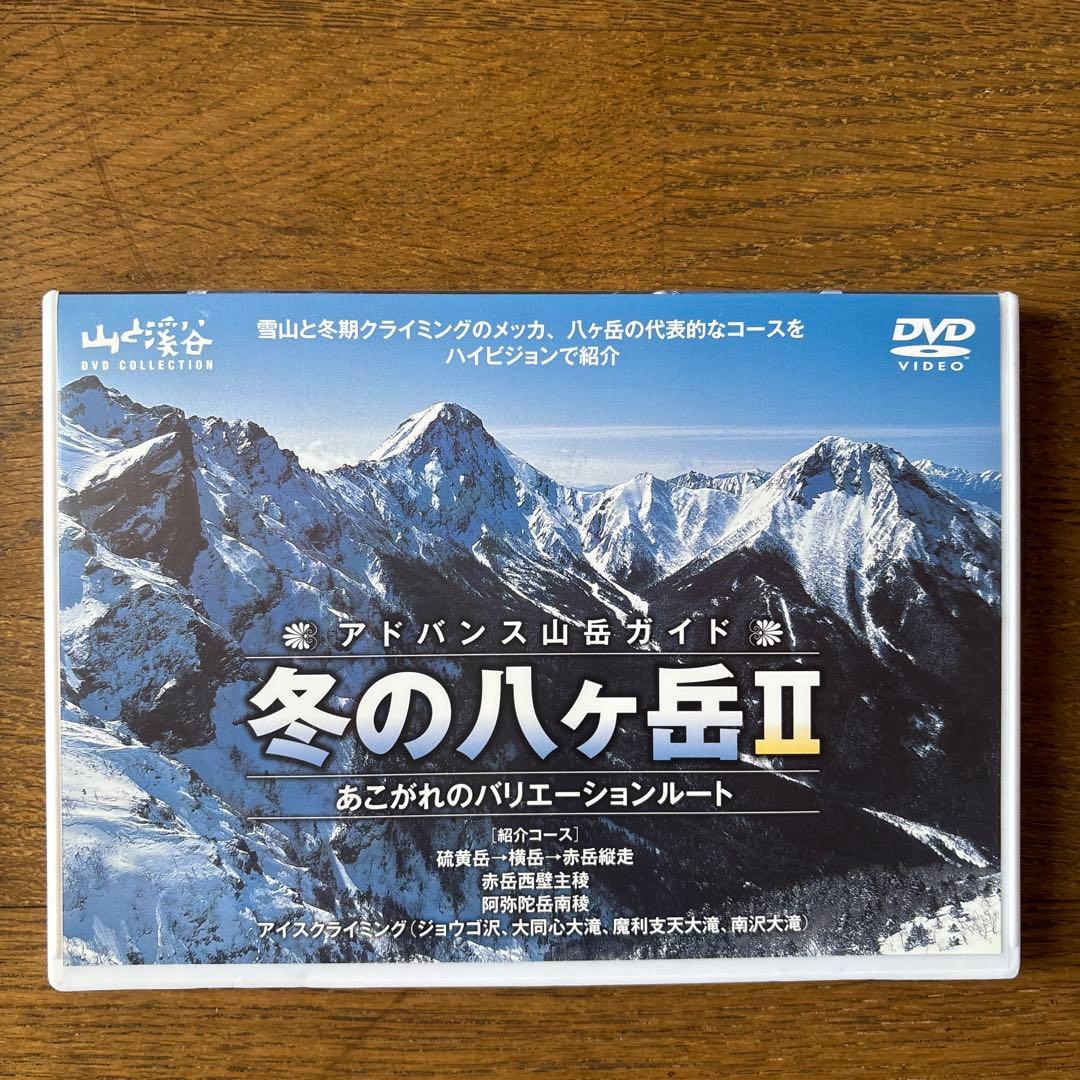 山と溪谷
DVD COLLECTION
雪山と冬期クライミングのメッカ、八ヶ岳の代表的なコースを
ハイビジョンで紹介
DVD
VIDEO
アドバンス山岳ガイド
冬の八ヶ岳Ⅱ
あこがれのバリエーションルート
[紹介コース]
硫黄岳→横岳→赤岳縦走
赤岳西壁主稜
阿弥陀岳南稜
アイスクライミング(ジョウゴ沢、大同心大滝、魔利支天大滝、南沢大滝)